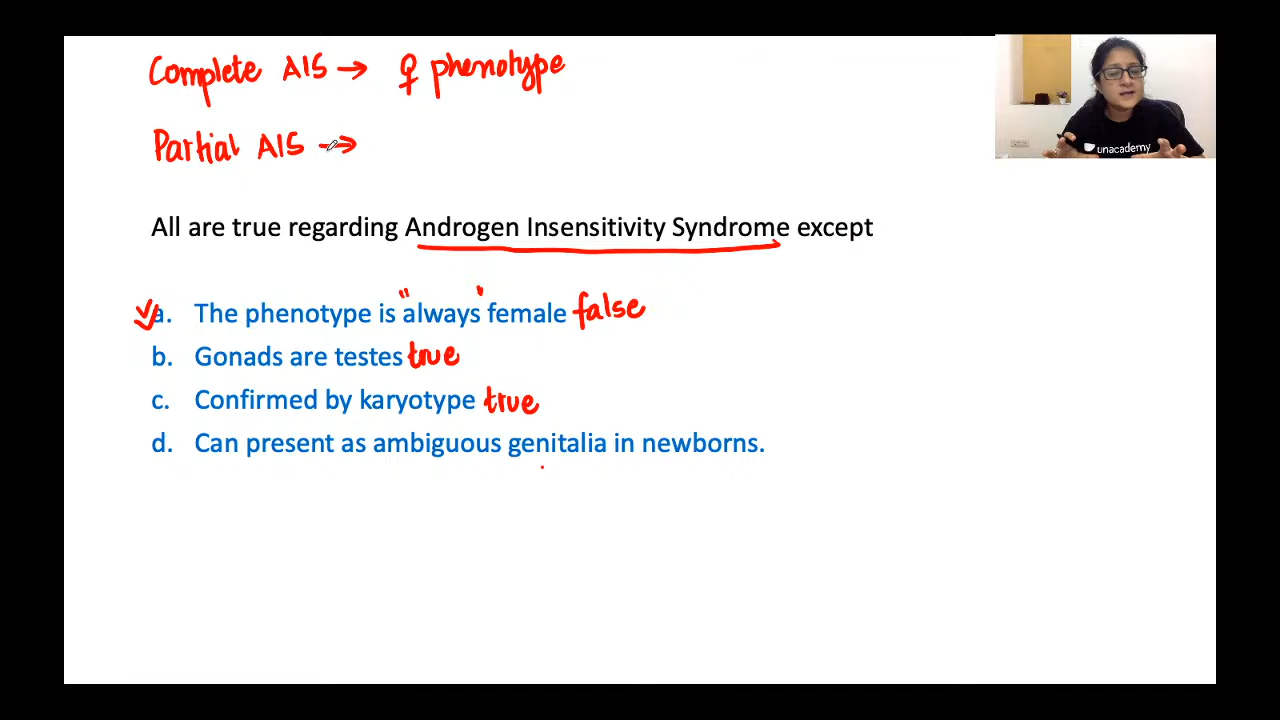 Complete AIS → ♀ phenotype
Partial AIS →
unacademy
All are true regarding Androgen Insensitivity Syndrome except
a. The phenotype is "always" female false
b. Gonads are testes true
c. Confirmed by karyotype true
d. Can present as ambiguous genitalia in newborns.